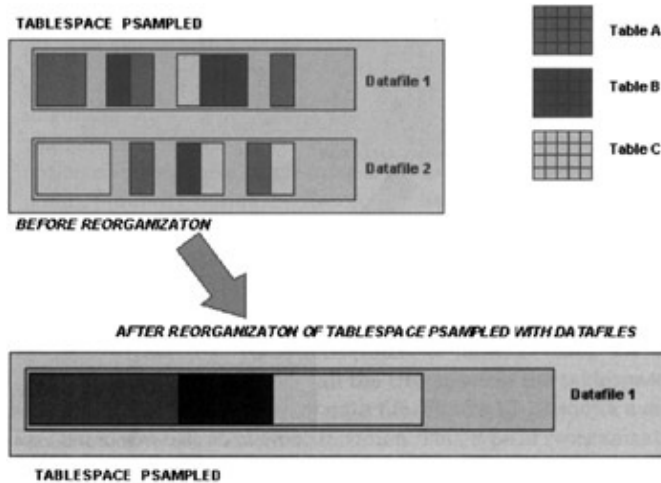 TABLESPACE PSAMPLED
Table A
Datafile 1
Table B
Datafile 2
Table C
BEFORE REORGANIZATON
AFTER REORGANIZATON OF TABLESPACE PSAMPLED WITH DATAFILES
Datafile 1
TABLESPACE PSAMPLED